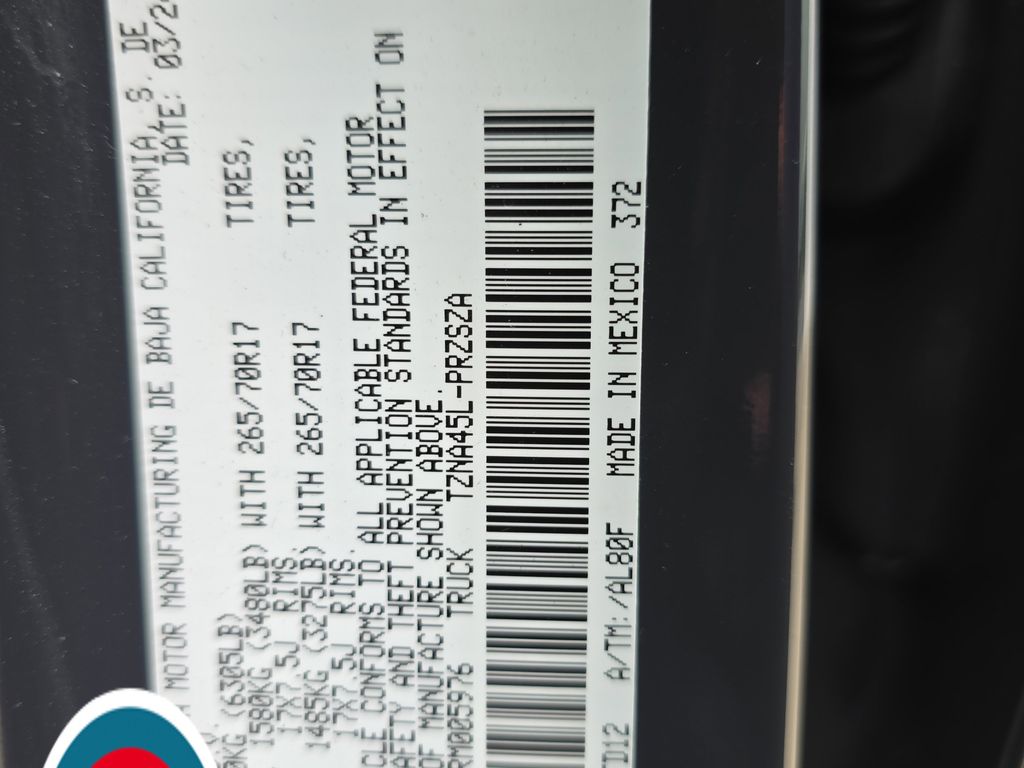 MOTOR MANUFACTURING DE BAJA CALIFORNIA, S. DE
DATE: 03/2
(6305LB)
1580KG (3480LB) WITH 265/70R17 TIRES,
17X7.5J RIMS.
1485KG (3275LB) WITH 265/70R17 TIRES,
17X7.5J RIMS.
CONFORMS TO ALL APPLICABLE FEDERAL MOTOR
AND THEFT PREVENTION STANDARDS IN EFFECT ON
OF MANUFACTURE SHOWN ABOVE.
RM005976 TRUCK TZNA45L-PRZSZA
TD12 A/TM:/AL80F MADE IN MEXICO 372